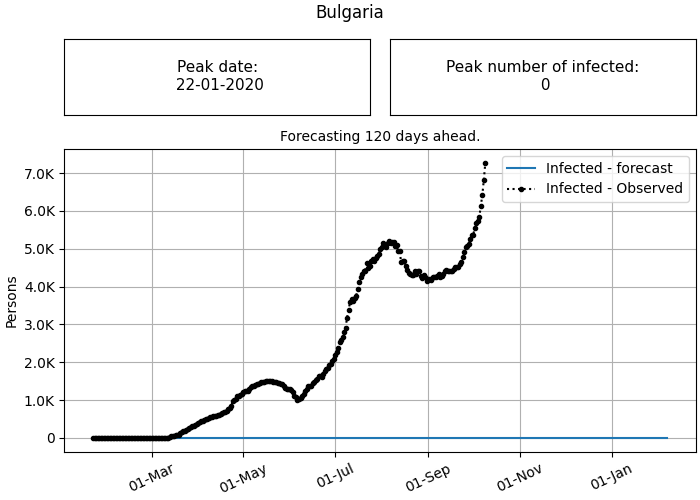 Bulgaria
Peak date:
22-01-2020
Peak number of infected:
0
Forecasting 120 days ahead.
Infected - forecast
Infected - Observed
Persons
7.0K
6.0K
5.0K
4.0K
3.0K
2.0K
1.0K
0
01-Mar
01-May
01-Jul
01-Sep
01-Nov
01-Jan